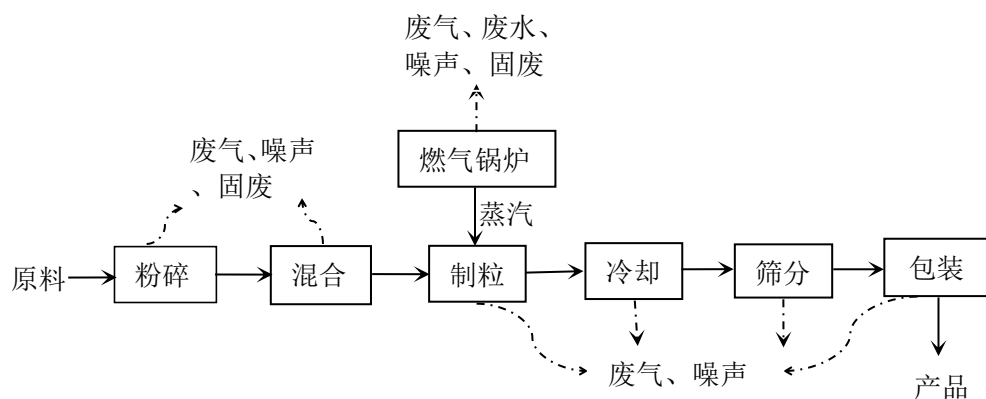 废气、废水、
噪声、固废
废气、噪声
、固废
燃气锅炉
蒸汽
原料
粉碎
混合
制粒
冷却
筛分
包装
废气、噪声
产品